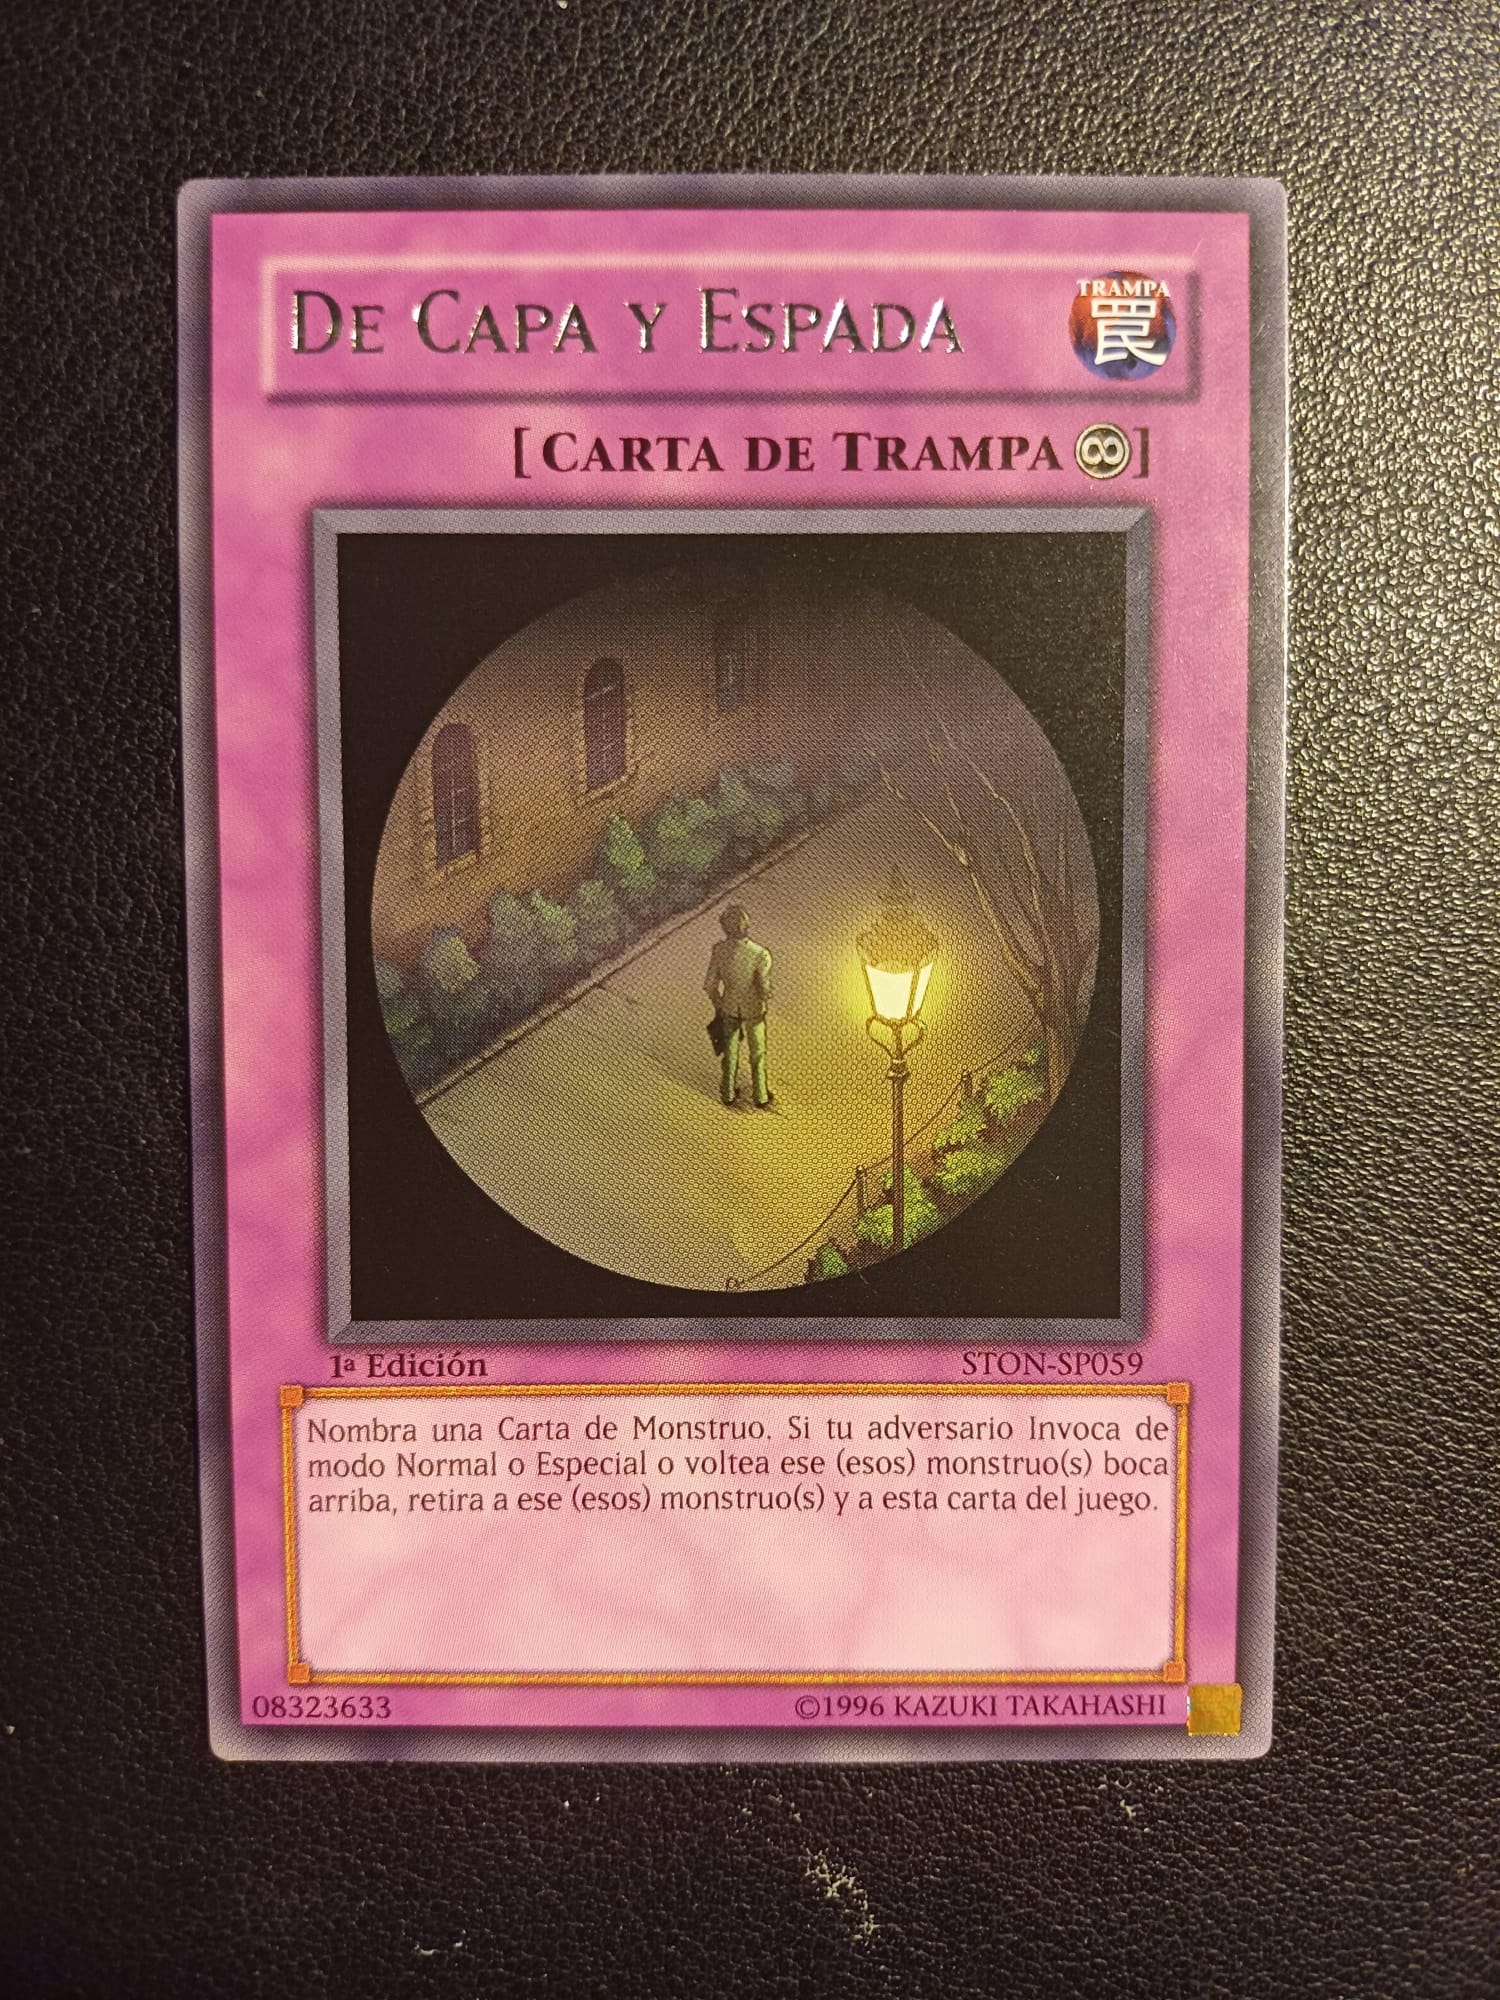 De Capa y Espada
TRAMPA
罠
[Carta de Trampa ∞]
1ª Edición
STON-SP059
Nombra una Carta de Monstruo. Si tu adversario Invoca de
modo Normal o Especial o voltea ese (esos) monstruo(s) boca
arriba, retira a ese (esos) monstruo(s) y a esta carta del juego.
08323633
©1996 KAZUKI TAKAHASHI